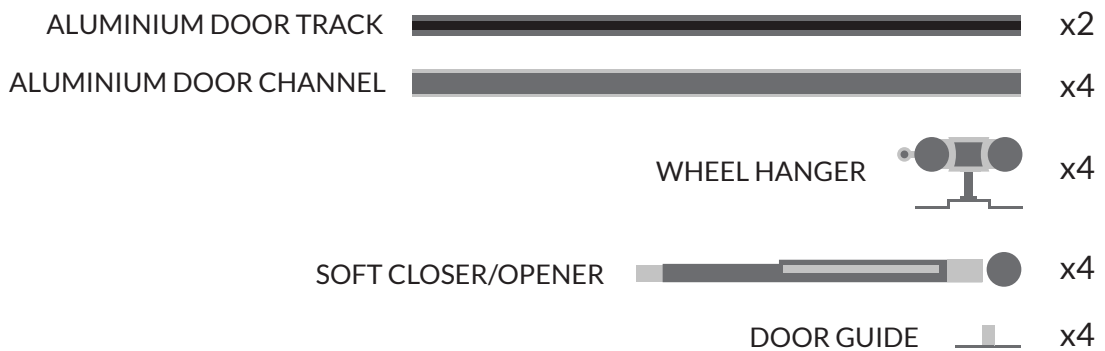 ALUMINIUM DOOR TRACK x2
ALUMINIUM DOOR CHANNEL x4
WHEEL HANGER x4
SOFT CLOSER/OPENER x4
DOOR GUIDE x4